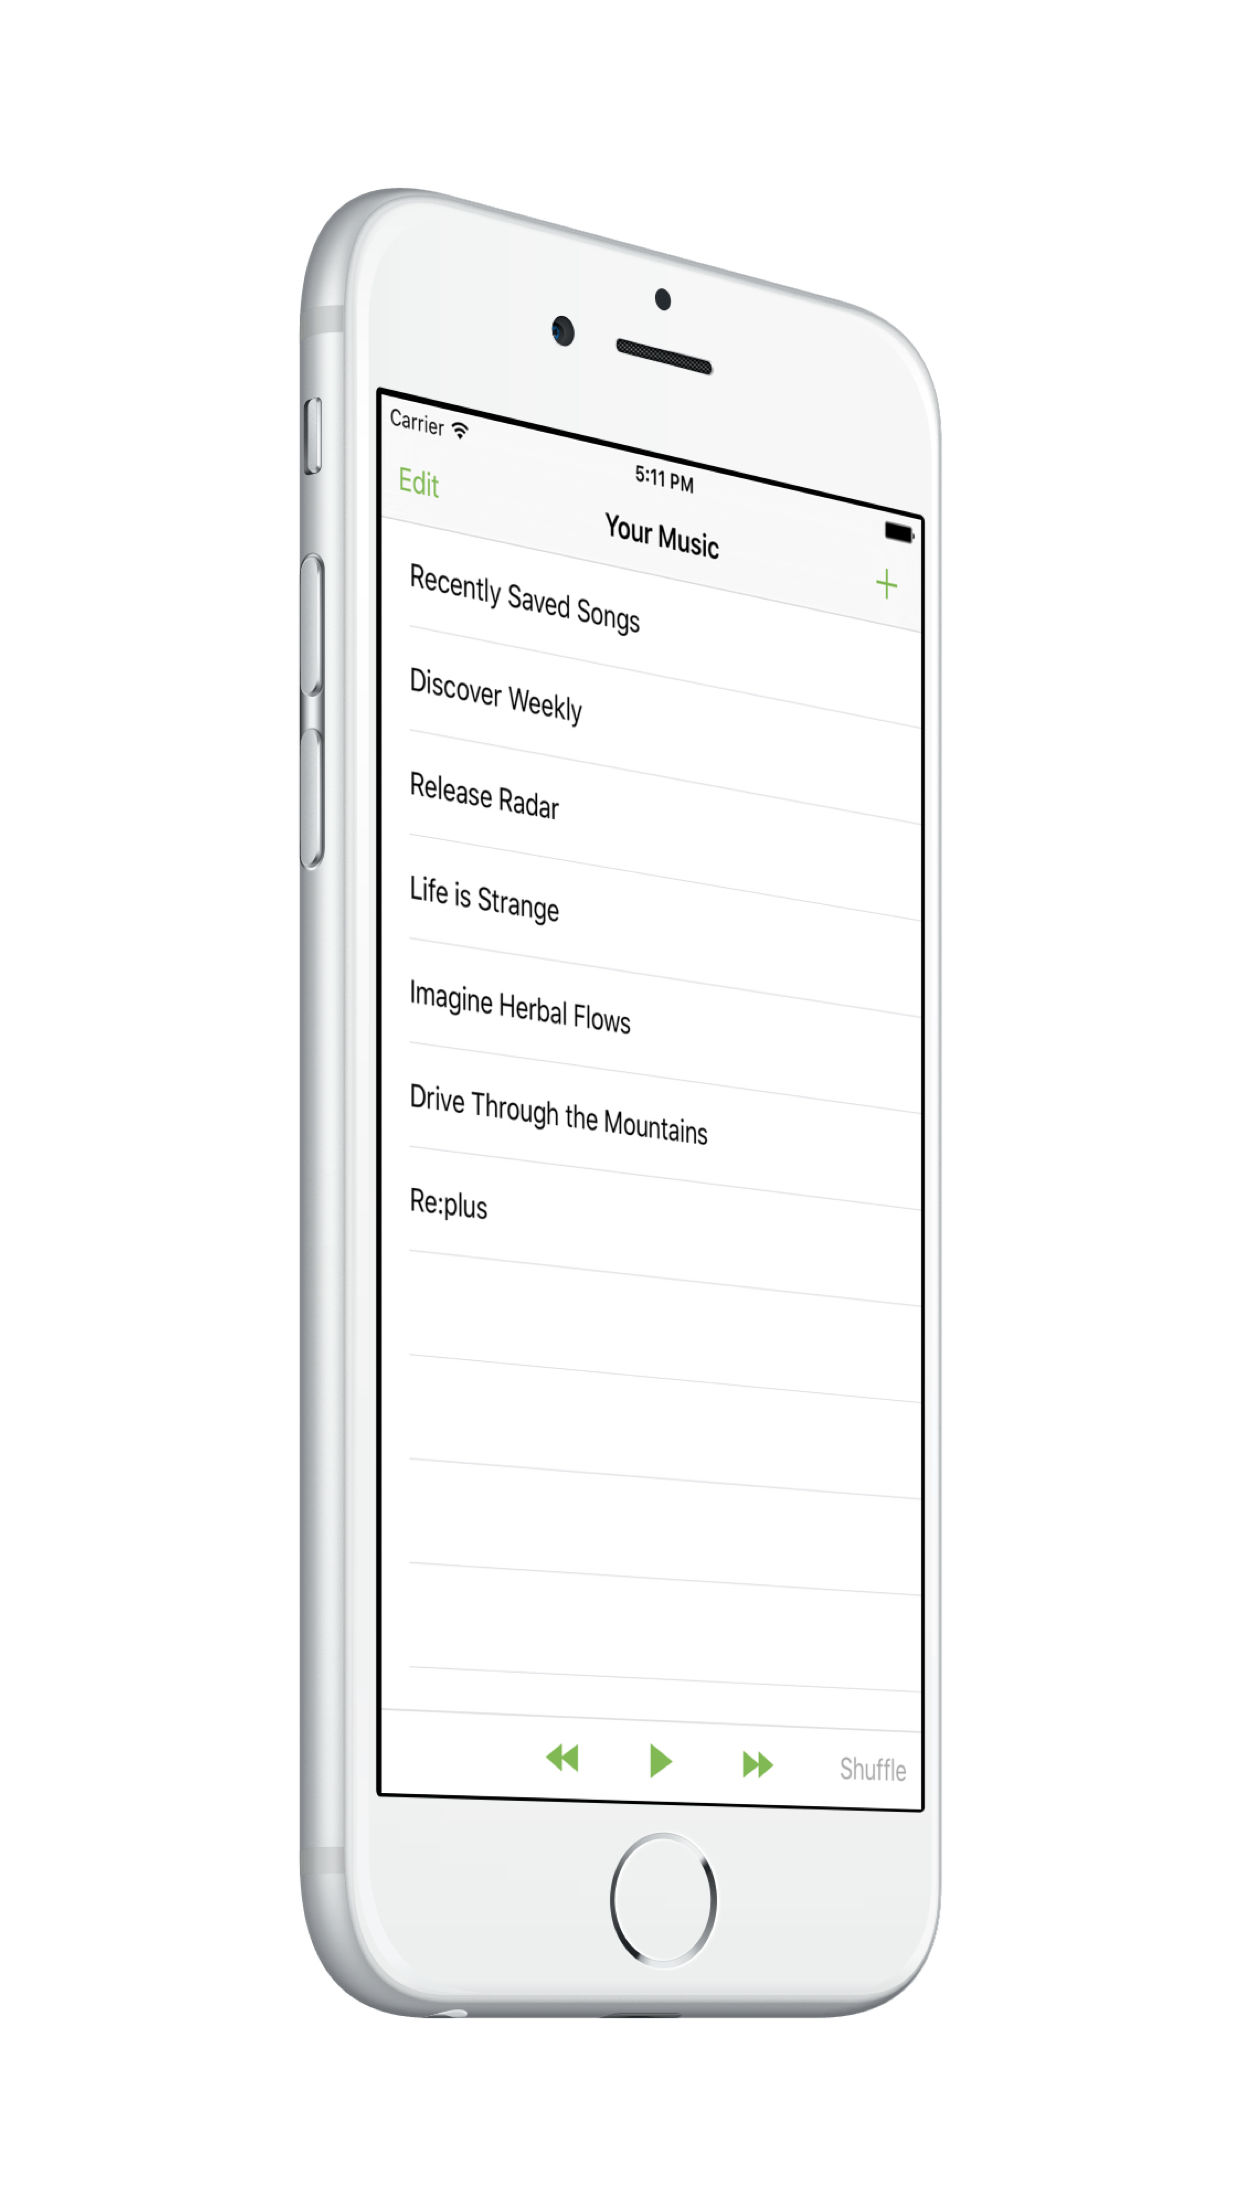 Carrier
5:11 PM
Edit
Your Music
+
Recently Saved Songs
Discover Weekly
Release Radar
Life is Strange
Imagine Herbal Flows
Drive Through the Mountains
Re:plus
Shuffle